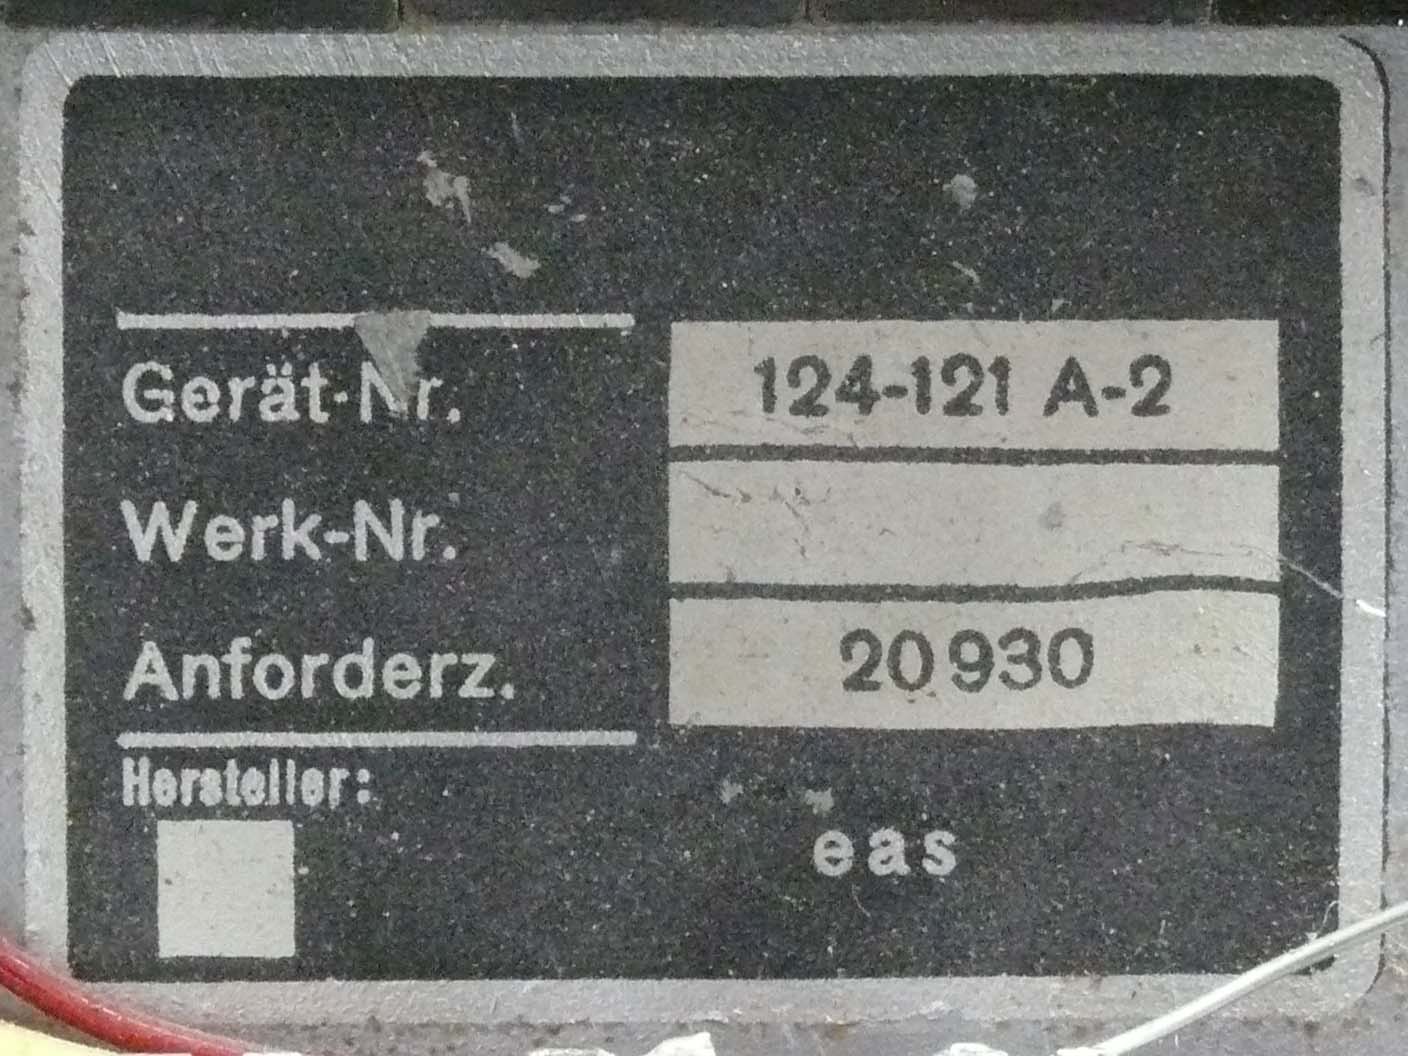 Gerät-Nr. 124-121 A-2
Werk-Nr.
Anforderz. 20930
Hersteller:
eas